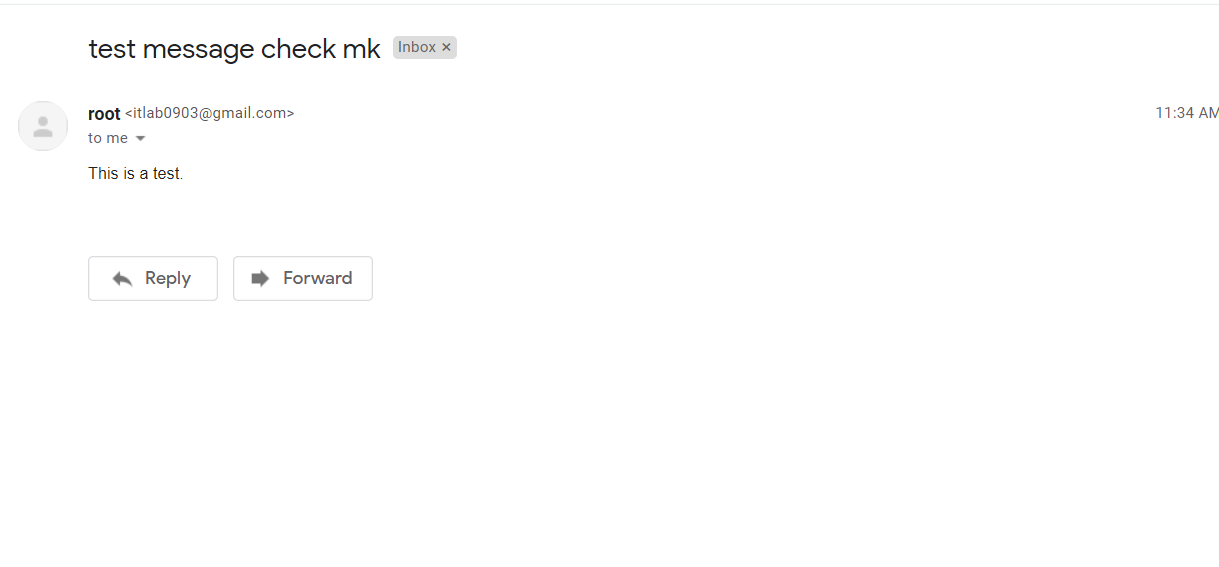 test message check mk Inbox ×
root <itlab0903@gmail.com> 11:34 AM
to me
This is a test.
Reply Forward